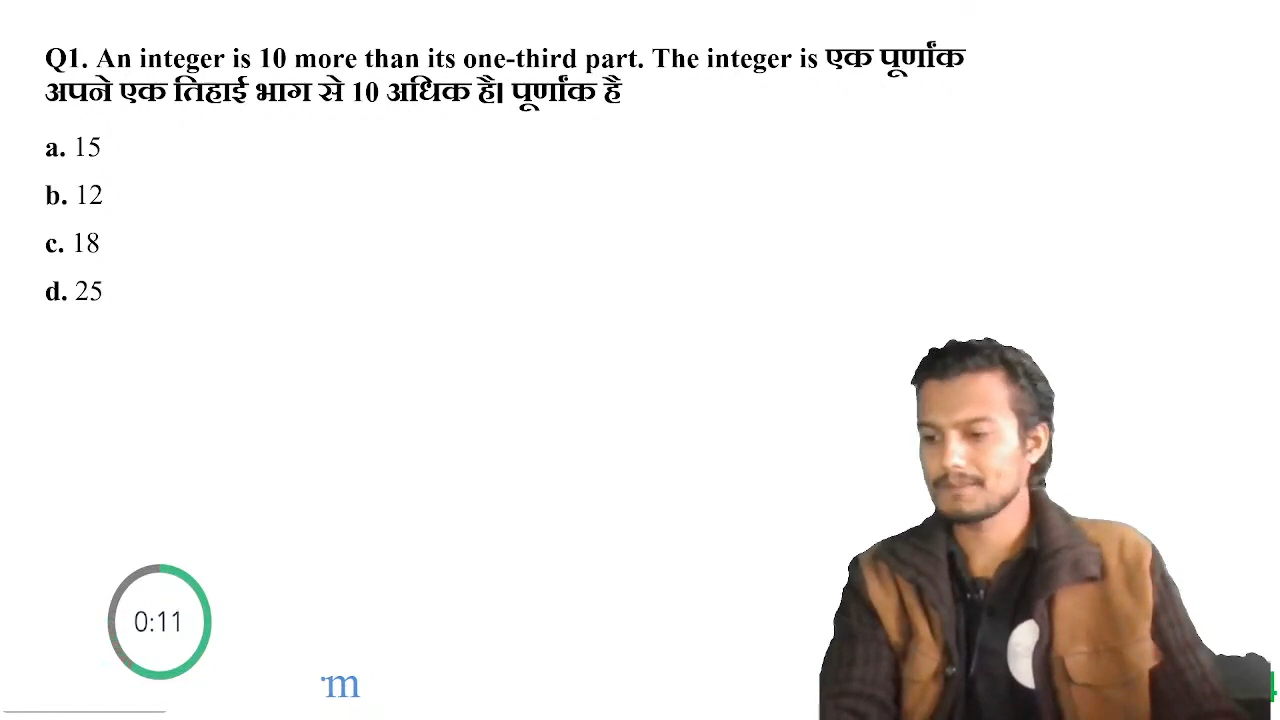 Q1. An integer is 10 more than its one-third part. The integer is एक पूर्णांक
अपने एक तिहाई भाग से 10 अधिक है। पूर्णांक है
a. 15
b. 12
c. 18
d. 25
0:11
m